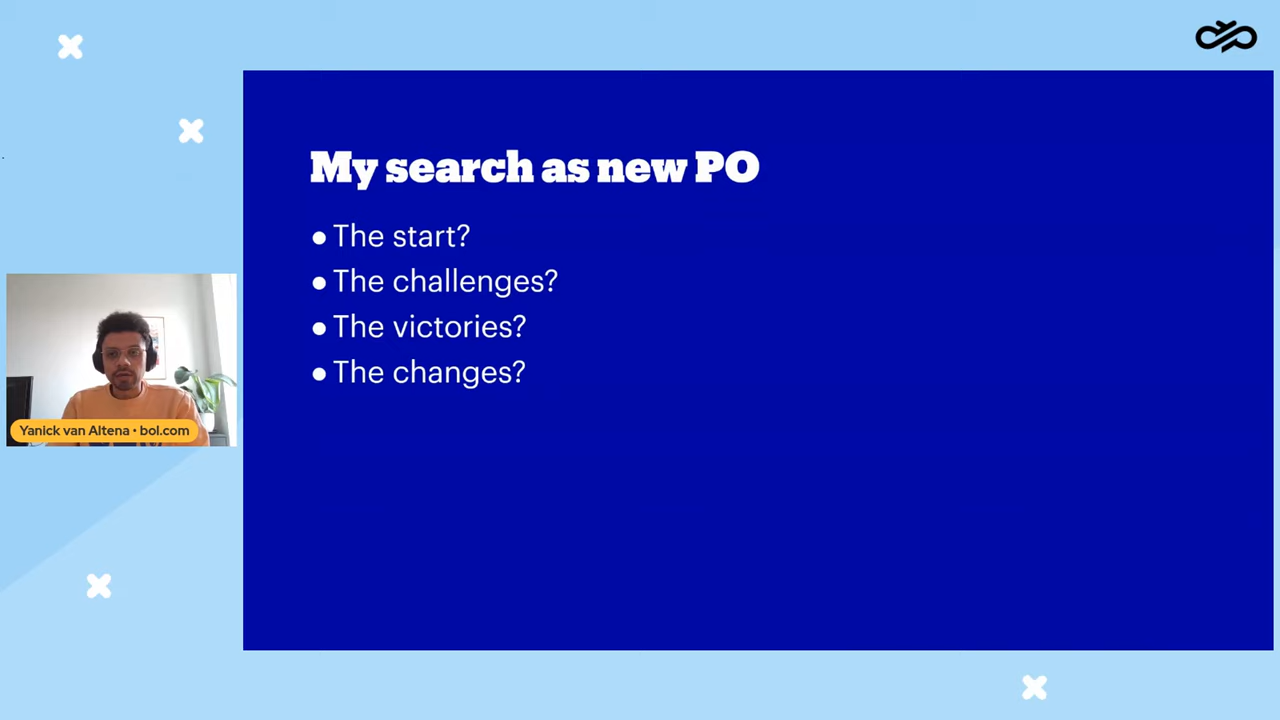 My search as new PO
● The start?
● The challenges?
● The victories?
● The changes?
Yanick van Altena • bol.com